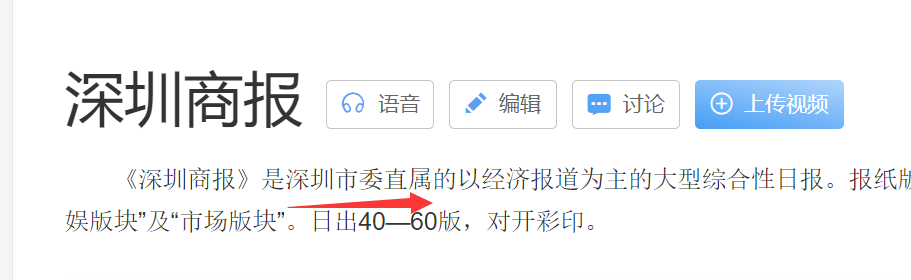 深圳商报 语音 编辑 讨论 上传视频
《深圳商报》是深圳市委直属的以经济报道为主的大型综合性日报。报纸
娱版块”及“市场版块”。日出40—60版，对开彩印。